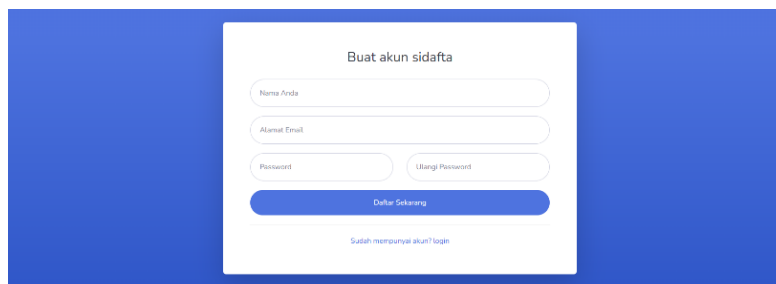 Buat akun sidafta
Nama Anda
Alamat Email
Password
Ulangi Password
Daftar Sekarang
Sudah mempunyai akun? login